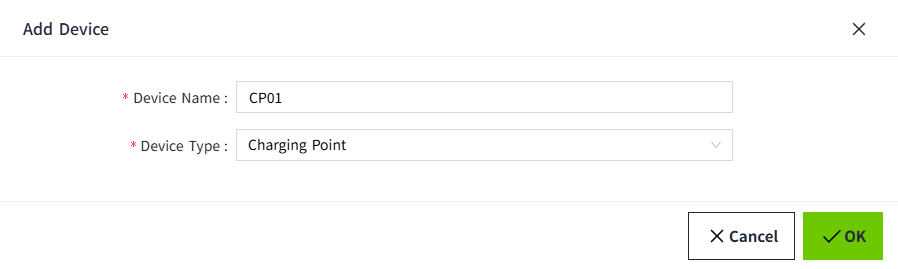 Add Device
* Device Name : CP01
* Device Type : Charging Point
Cancel OK